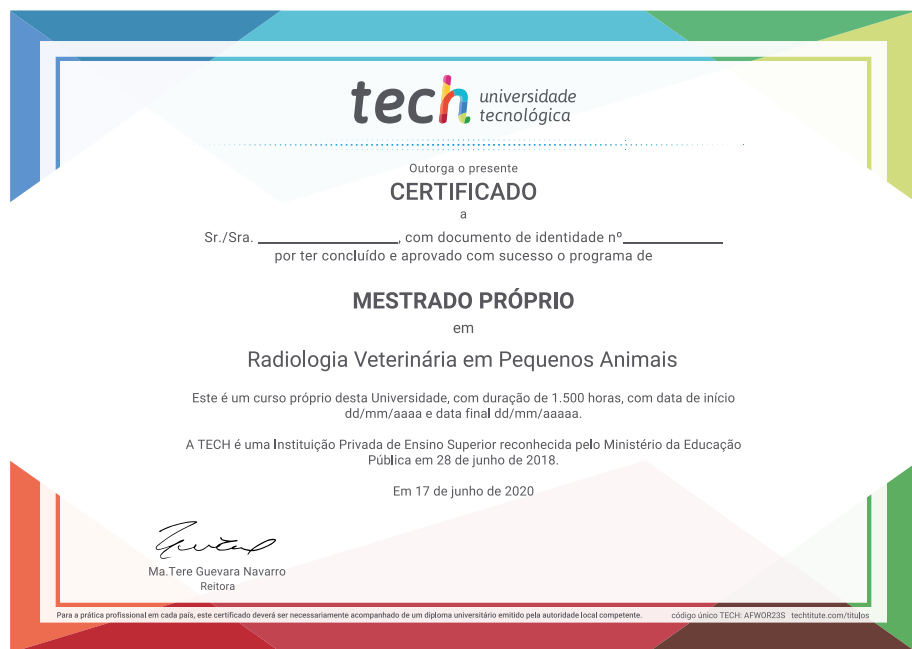 tech universidade
tecnológica
Outorga o presente
CERTIFICADO
a
Sr./Sra. ____________, com documento de identidade nº____________
por ter concluído e aprovado com sucesso o programa de
MESTRADO PRÓPRIO
em
Radiologia Veterinária em Pequenos Animais
Este é um curso próprio desta Universidade, com duração de 1.500 horas, com data de início
dd/mm/aaaa e data final dd/mm/aaaaa.
A TECH é uma Instituição Privada de Ensino Superior reconhecida pelo Ministério da Educação
Pública em 28 de junho de 2018.
Em 17 de junho de 2020
Ma.Tere Guevara Navarro
Reitora
Para a prática profissional em cada país, este certificado deverá ser necessariamente acompanhado de um diploma universitário emitido pela autoridade local competente. código único TECH: AFWOR23S techtitute.com/titulos